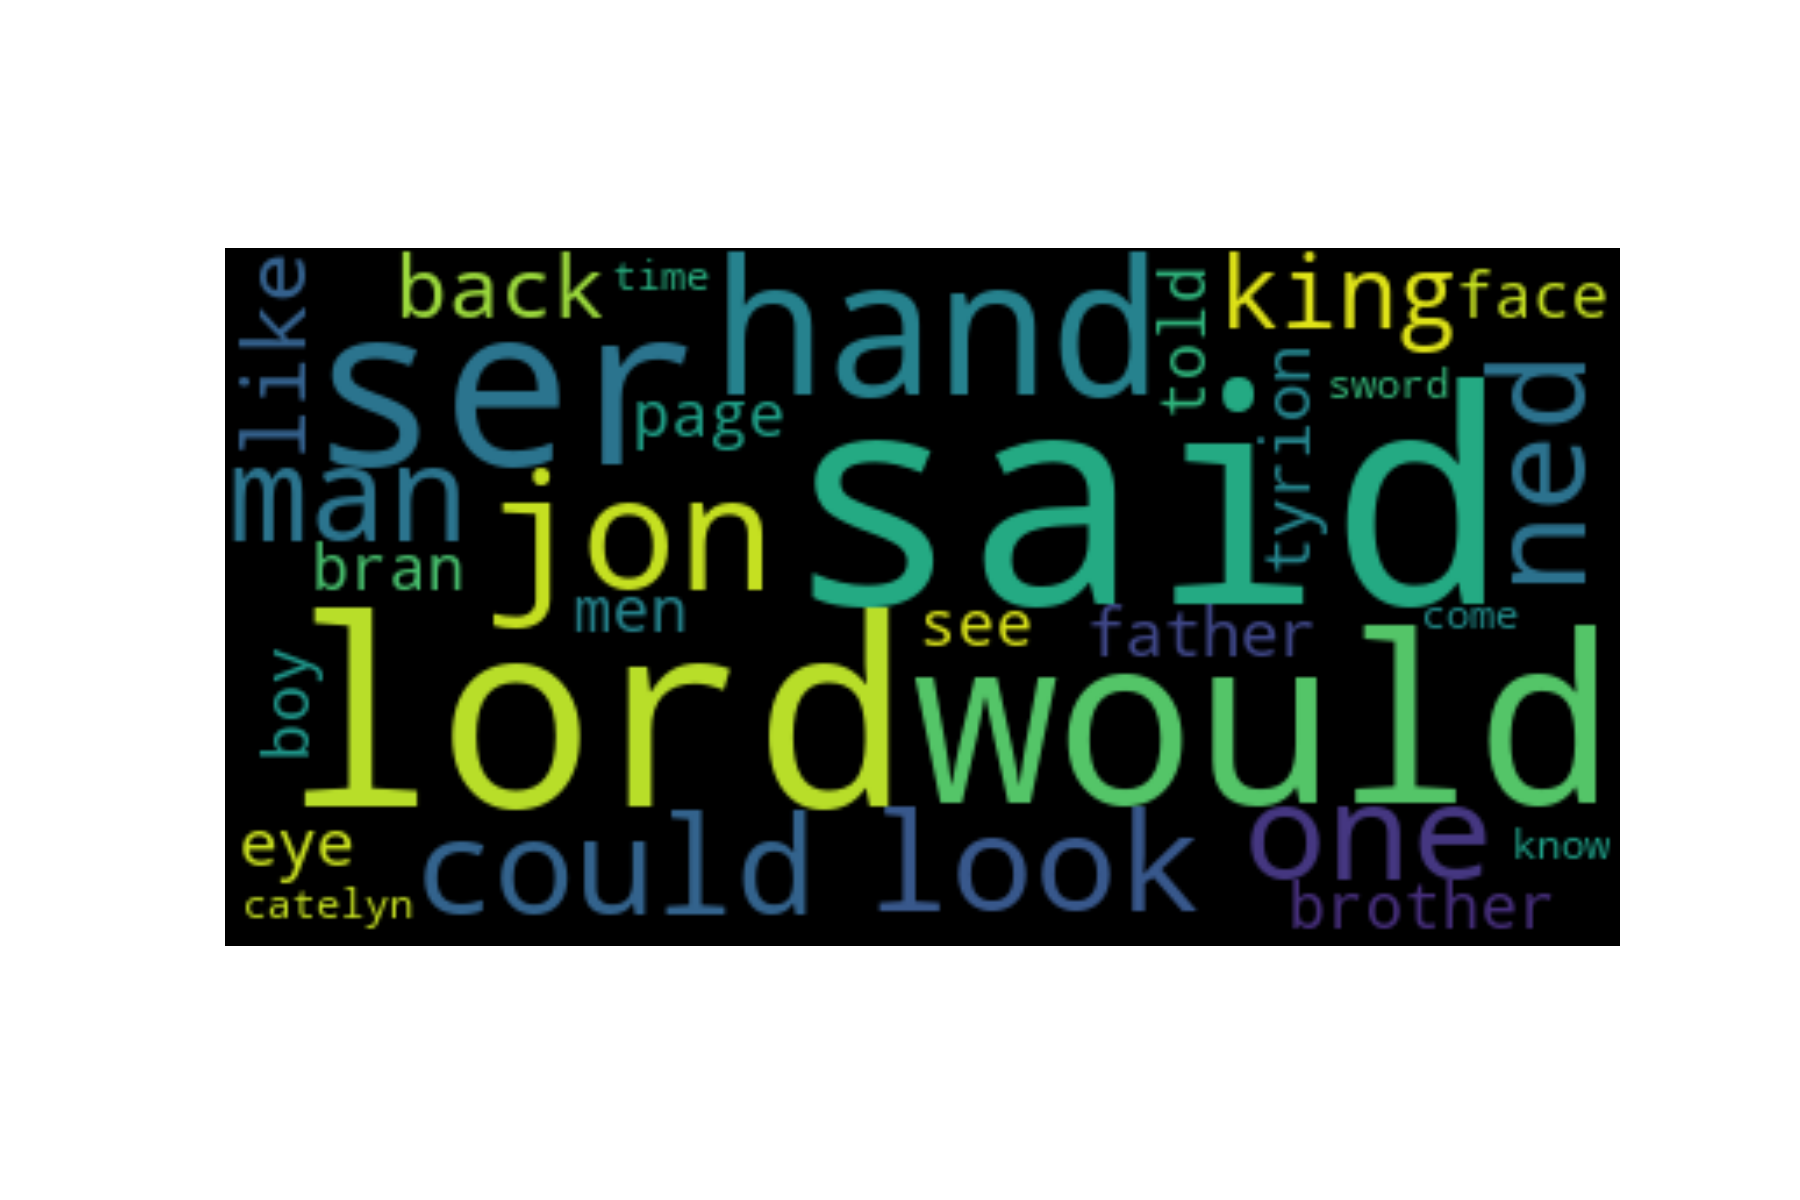 like
back
time
hand
told
king
face
ser
page
tyrion
sword
ned
man
jon
said
bran
men
see
father
come
boy
lord
would
eye
could
look
one
know
catelyn
brother